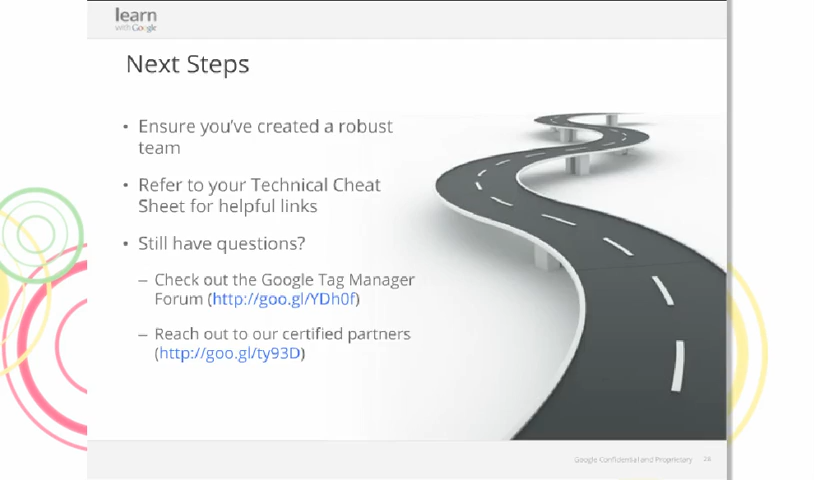 learn
with Google
Next Steps
• Ensure you've created a robust
team
• Refer to your Technical Cheat
Sheet for helpful links
• Still have questions?
– Check out the Google Tag Manager
Forum (http://goo.gl/YDh0f)
– Reach out to our certified partners
(http://goo.gl/ty93D)
Google Confidential and Proprietary